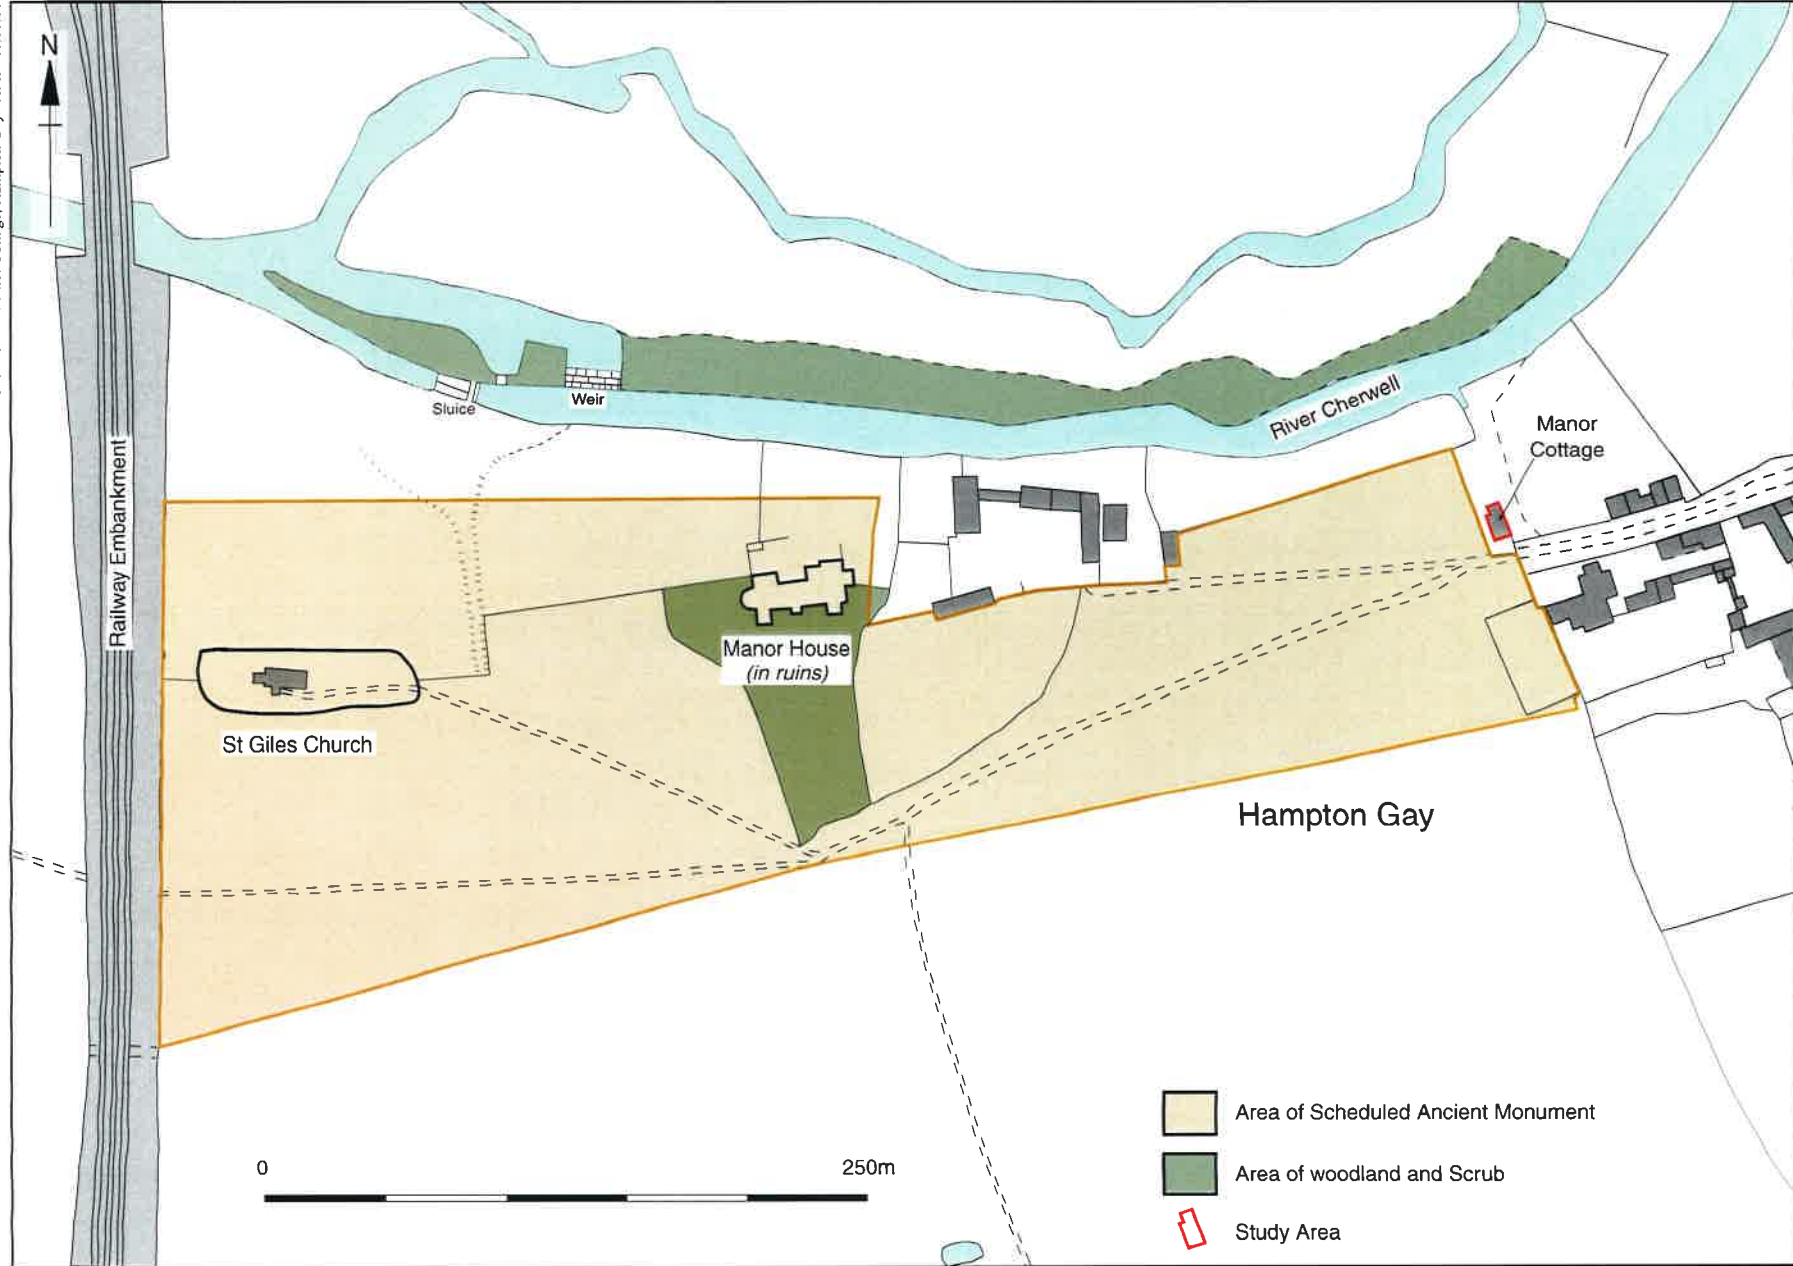 N
Railway Embankment
Sluice
Weir
River Cherwell
Manor
Cottage
Manor House
(in ruins)
St Giles Church
Hampton Gay
0
250m
Area of Scheduled Ancient Monument
Area of woodland and Scrub
Study Area